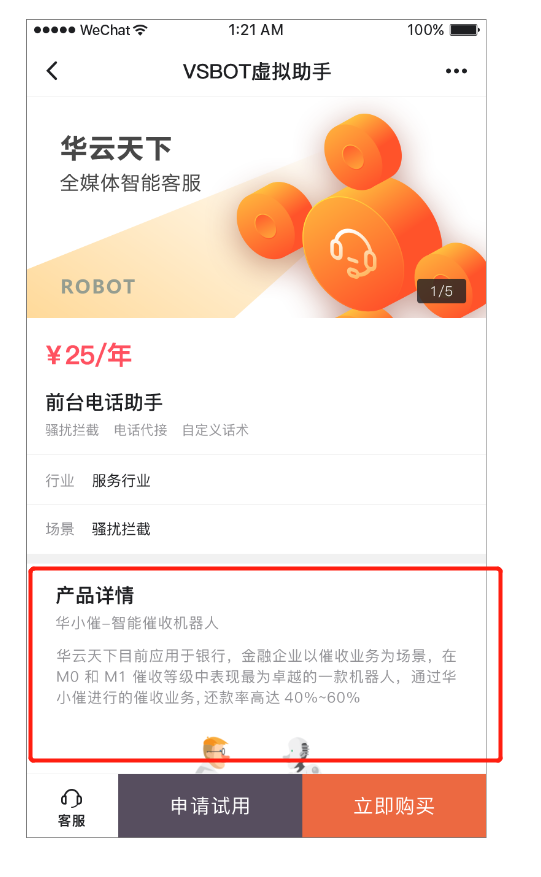 WeChat 1:21 AM 100%
VSBOT虚拟助手
华云天下
全媒体智能客服
ROBOT
1/5
¥25/年
前台电话助手
骚扰拦截 电话代接 自定义话术
行业 服务行业
场景 骚扰拦截
产品详情
华小催–智能催收机器人
华云天下目前应用于银行，金融企业以催收业务为场景，在
M0 和 M1 催收等级中表现最为卓越的一款机器人，通过华
小催进行的催收业务, 还款率高达 40%~60%
客服
申请试用
立即购买